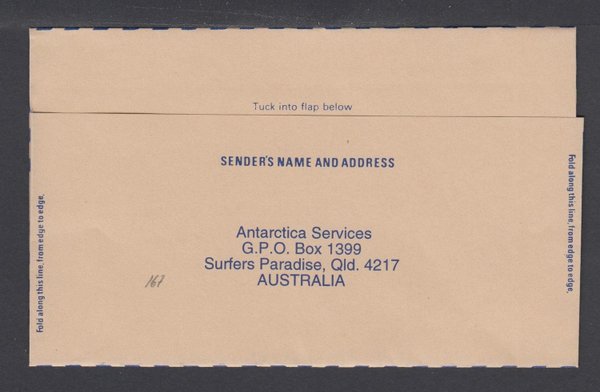 Tuck into flap below
SENDER'S NAME AND ADDRESS
Fold along this line, from edge to edge.
Fold along this line, from edge to edge.
Antarctica Services
G.P.O. Box 1399
Surfers Paradise, Qld. 4217
AUSTRALIA
167